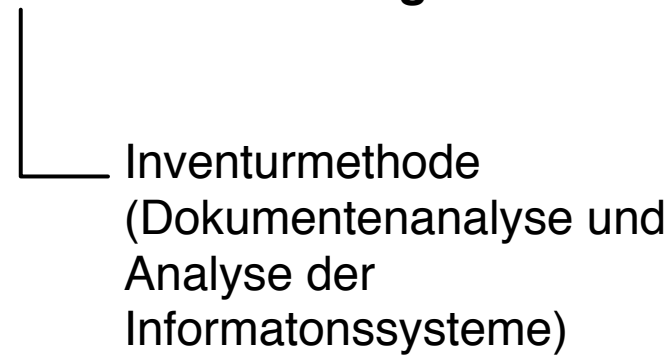 Inventurmethode
(Dokumentenanalyse und
Analyse der
Informatonssysteme)